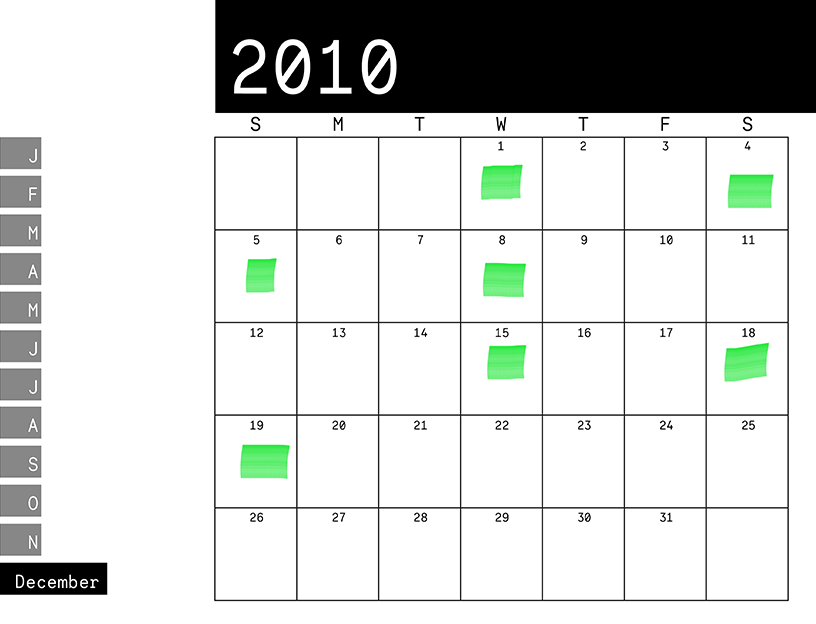 2010
S M T W T F S
J
F
M
A
M
J
J
A
S
O
N
December
1 2 3 4
5 6 7 8 9 10 11
12 13 14 15 16 17 18
19 20 21 22 23 24 25
26 27 28 29 30 31